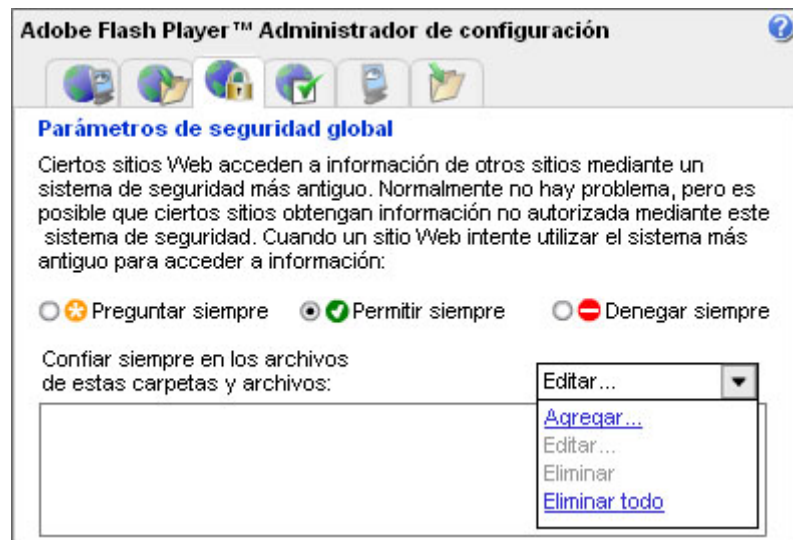 Adobe Flash Player™ Administrador de configuración
?
Parámetros de seguridad global
Ciertos sitios Web acceden a información de otros sitios mediante un
sistema de seguridad más antiguo. Normalmente no hay problema, pero es
posible que ciertos sitios obtengan información no autorizada mediante este
sistema de seguridad. Cuando un sitio Web intente utilizar el sistema más
antiguo para acceder a información:
Preguntar siempre Permitir siempre Denegar siempre
Confiar siempre en los archivos
de estas carpetas y archivos:
Editar...
Agregar...
Editar...
Eliminar
Eliminar todo